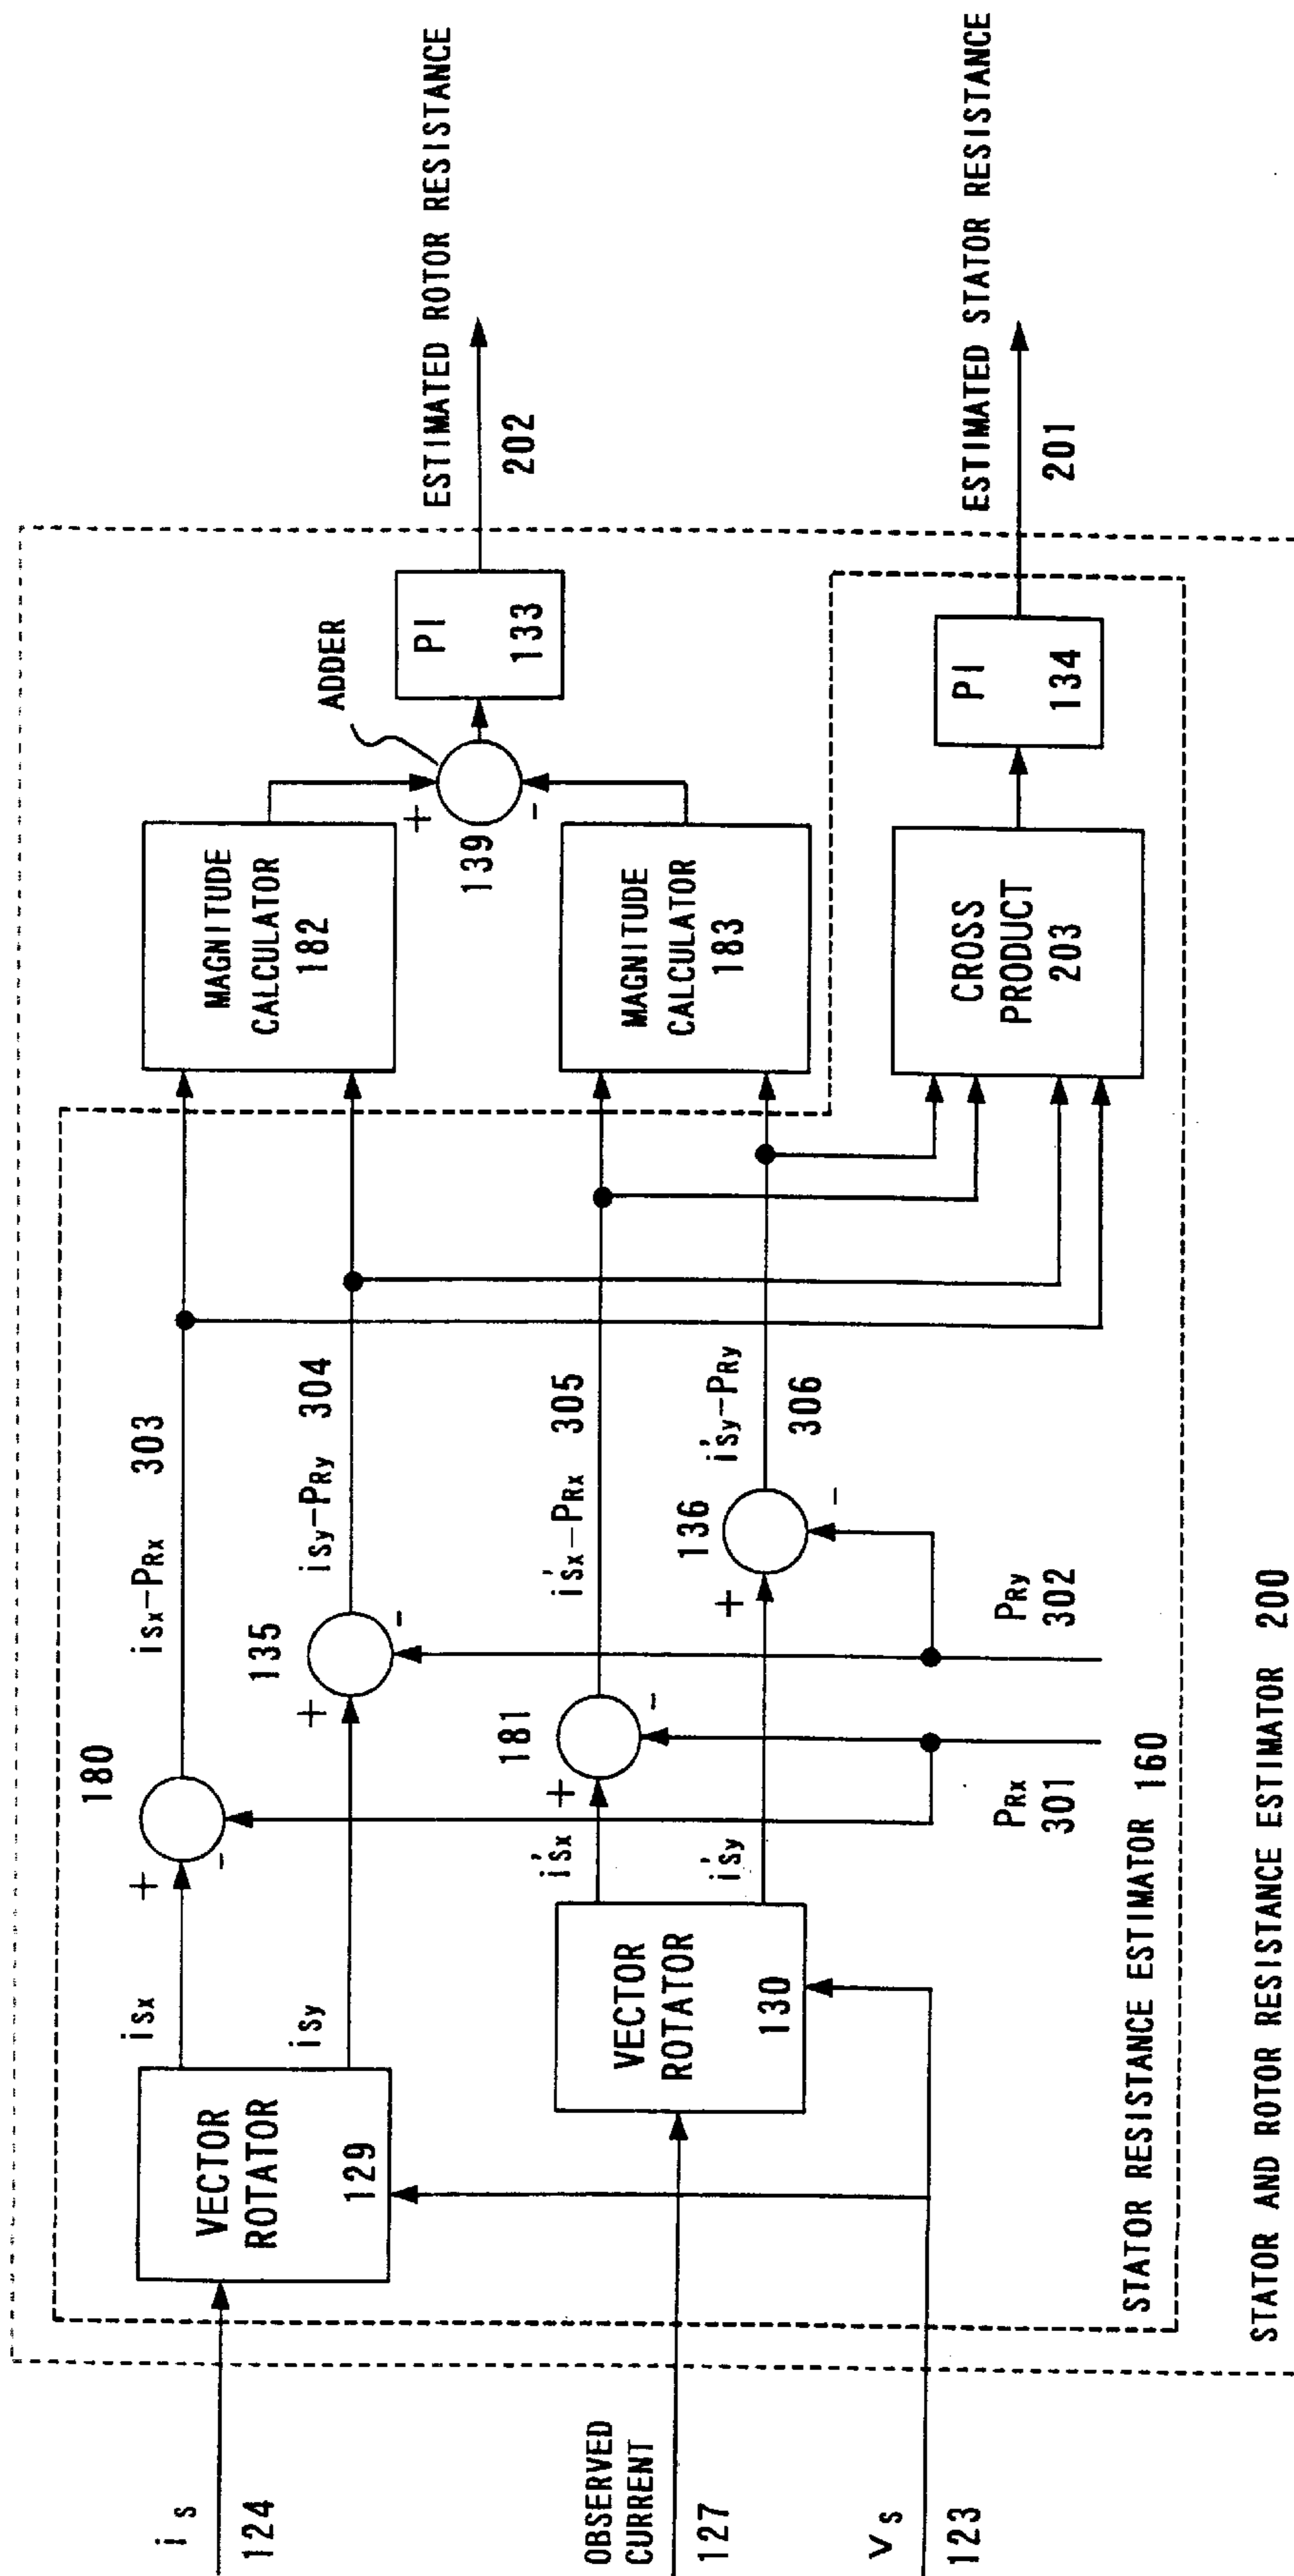 i s
124
OBSERVED
CURRENT
127
V s
123
VECTOR
ROTATOR
129
VECTOR
ROTATOR
130
iSx
iSy
i'Sx
i'Sy
+
-
180
+
-
135
+
-
181
+
-
136
iSx-PRx 303
iSy-PRy 304
i'Sx-PRx 305
i'Sy-PRy 306
PRx
301
PRy
302
MAGNITUDE
CALCULATOR
182
MAGNITUDE
CALCULATOR
183
CROSS
PRODUCT
203
ADDER
+
-
139
PI
133
PI
134
ESTIMATED ROTOR RESISTANCE
202
ESTIMATED STATOR RESISTANCE
201
STATOR RESISTANCE ESTIMATOR 160
STATOR AND ROTOR RESISTANCE ESTIMATOR 200